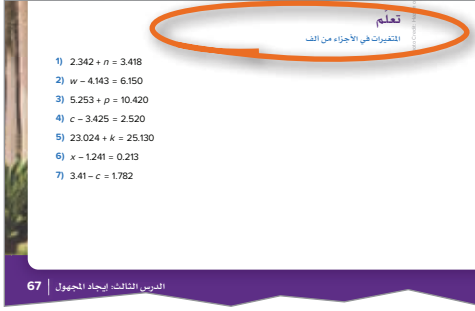 تعلّم
المتغيرات في الأجزاء من ألف
1) 2.342 + n = 3.418
2) w – 4.143 = 6.150
3) 5.253 + p = 10.420
4) c – 3.425 = 2.520
5) 23.024 + k = 25.130
6) x – 1.241 = 0.213
7) 3.41 – c = 1.782
الدرس الثالث: إيجاد المجهول | 67